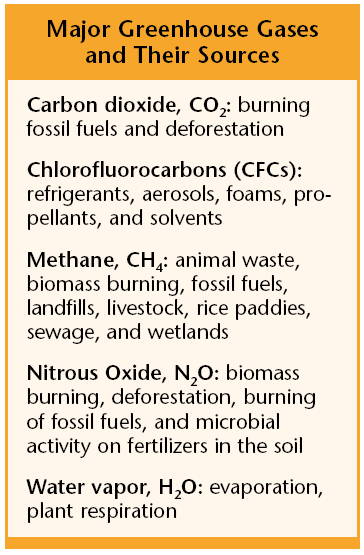 Major Greenhouse Gases
and Their Sources
Carbon dioxide, CO₂: burning
fossil fuels and deforestation
Chlorofluorocarbons (CFCs):
refrigerants, aerosols, foams, pro-
pellants, and solvents
Methane, CH₄: animal waste,
biomass burning, fossil fuels,
landfills, livestock, rice paddies,
sewage, and wetlands
Nitrous Oxide, N₂O: biomass
burning, deforestation, burning
of fossil fuels, and microbial
activity on fertilizers in the soil
Water vapor, H₂O: evaporation,
plant respiration